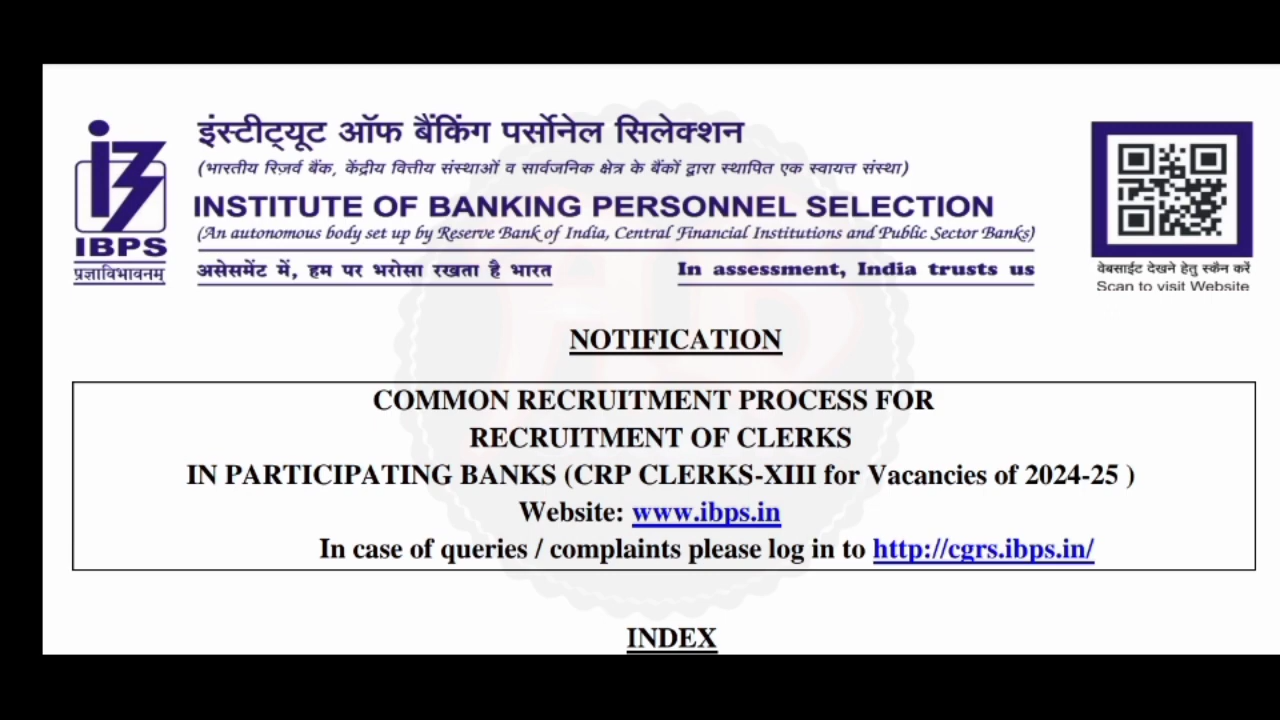 इंस्टीट्यूट ऑफ बैंकिंग पर्सोनेल सिलेक्शन
(भारतीय रिज़र्व बैंक, केंद्रीय वित्तीय संस्थाओं व सार्वजनिक क्षेत्र के बैंकों द्वारा स्थापित एक स्वायत्त संस्था)
INSTITUTE OF BANKING PERSONNEL SELECTION
(An autonomous body set up by Reserve Bank of India, Central Financial Institutions and Public Sector Banks)
IBPS
प्रज्ञाविभावनम्
असेसमेंट में, हम पर भरोसा रखता है भारत
In assessment, India trusts us
वेबसाईट देखने हेतु स्कॅन करें
Scan to visit Website
NOTIFICATION
COMMON RECRUITMENT PROCESS FOR
RECRUITMENT OF CLERKS
IN PARTICIPATING BANKS (CRP CLERKS-XIII for Vacancies of 2024-25 )
Website: www.ibps.in
In case of queries / complaints please log in to http://cgrs.ibps.in/
INDEX